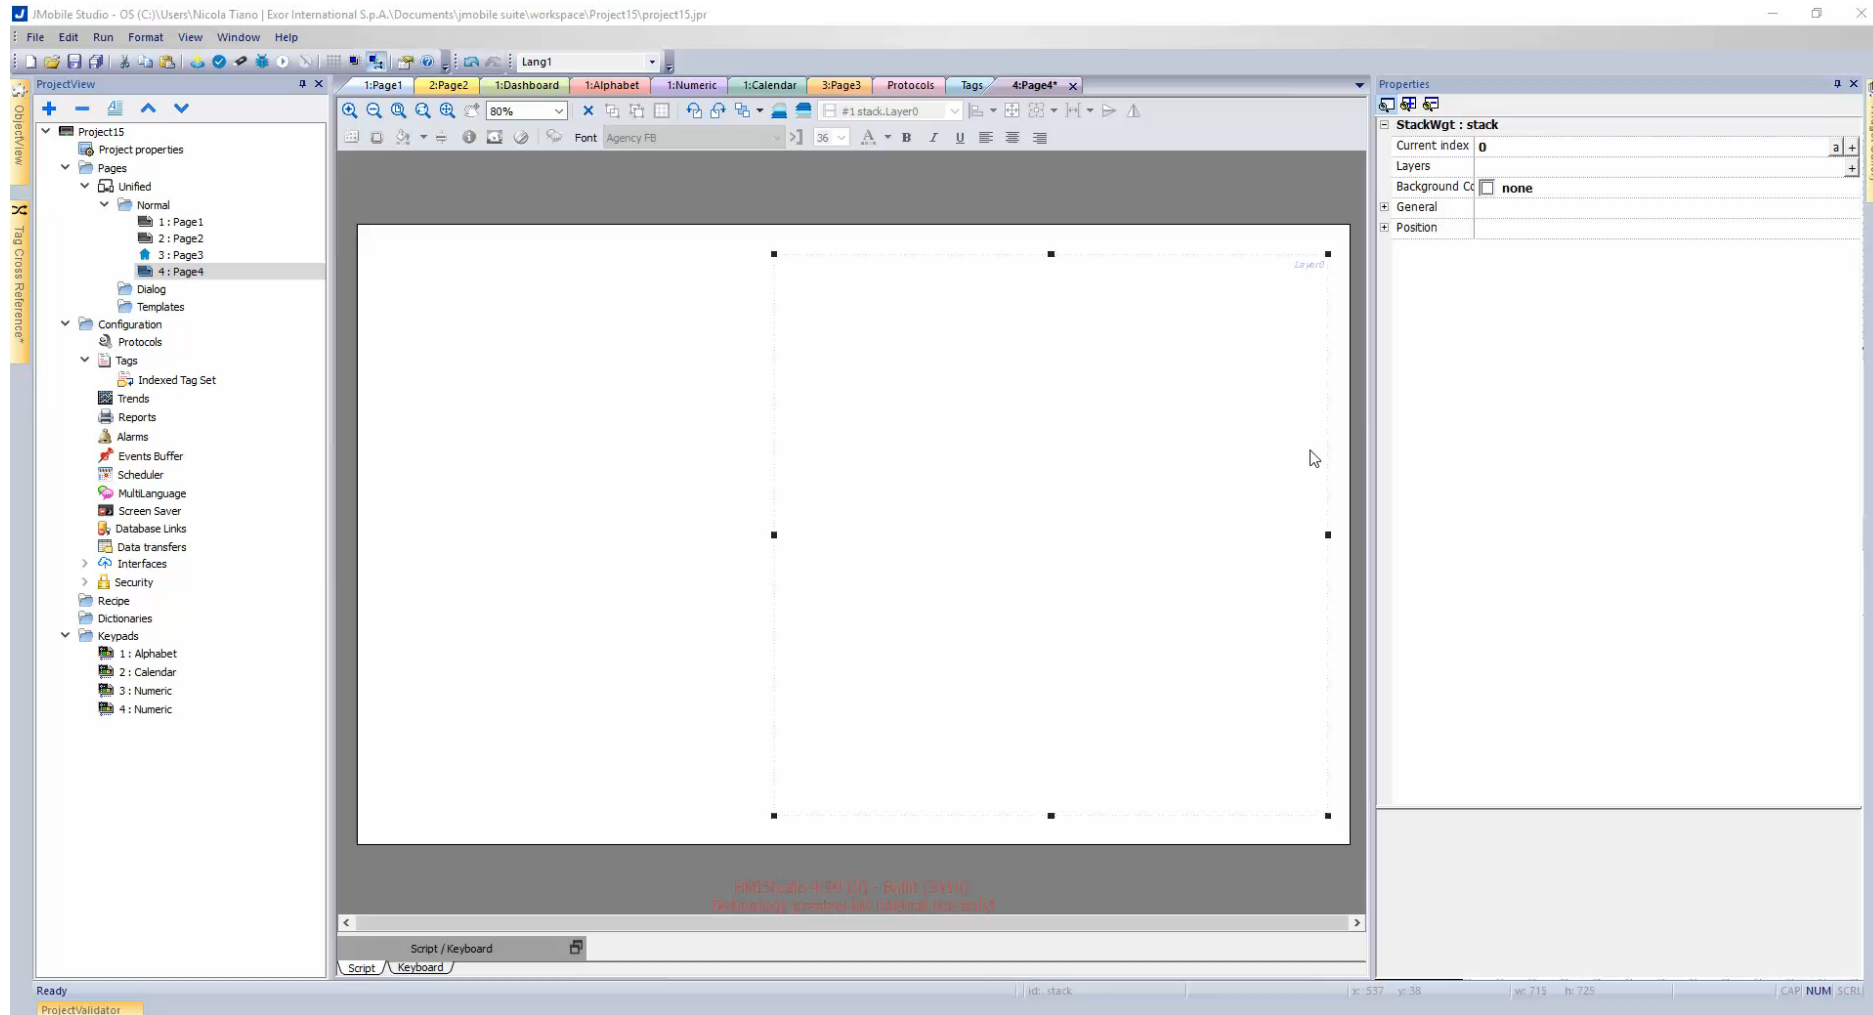 JMobile Studio - OS (C:)\Users\Nicola Tiano | Exor International S.p.A.\Documents\jmobile suite\workspace\Project15\project15.jpr
File Edit Run Format View Window Help
Lang1
ProjectView
1:Page1 2:Page2 1:Dashboard 1:Alphabet 1:Numeric 1:Calendar 3:Page3 Protocols Tags 4:Page4*
Properties
80%
#1 stack.Layer0
Font Agency FB 36 A B I U
ObjectView
Tag Cross Reference*
Project15
Project properties
Pages
Unified
Normal
1 : Page1
2 : Page2
3 : Page3
4 : Page4
Dialog
Templates
Configuration
Protocols
Tags
Indexed Tag Set
Trends
Reports
Alarms
Events Buffer
Scheduler
MultiLanguage
Screen Saver
Database Links
Data transfers
Interfaces
Security
Recipe
Dictionaries
Keypads
1 : Alphabet
2 : Calendar
3 : Numeric
4 : Numeric
Layer0
StackWgt : stack
Current index 0 a +
Layers +
Background Co none
General
Position
Script / Keyboard
Script Keyboard
Ready
id: stack
x: 537 y: 38
w: 715 h: 725
CAP NUM SCRL
ProjectValidator